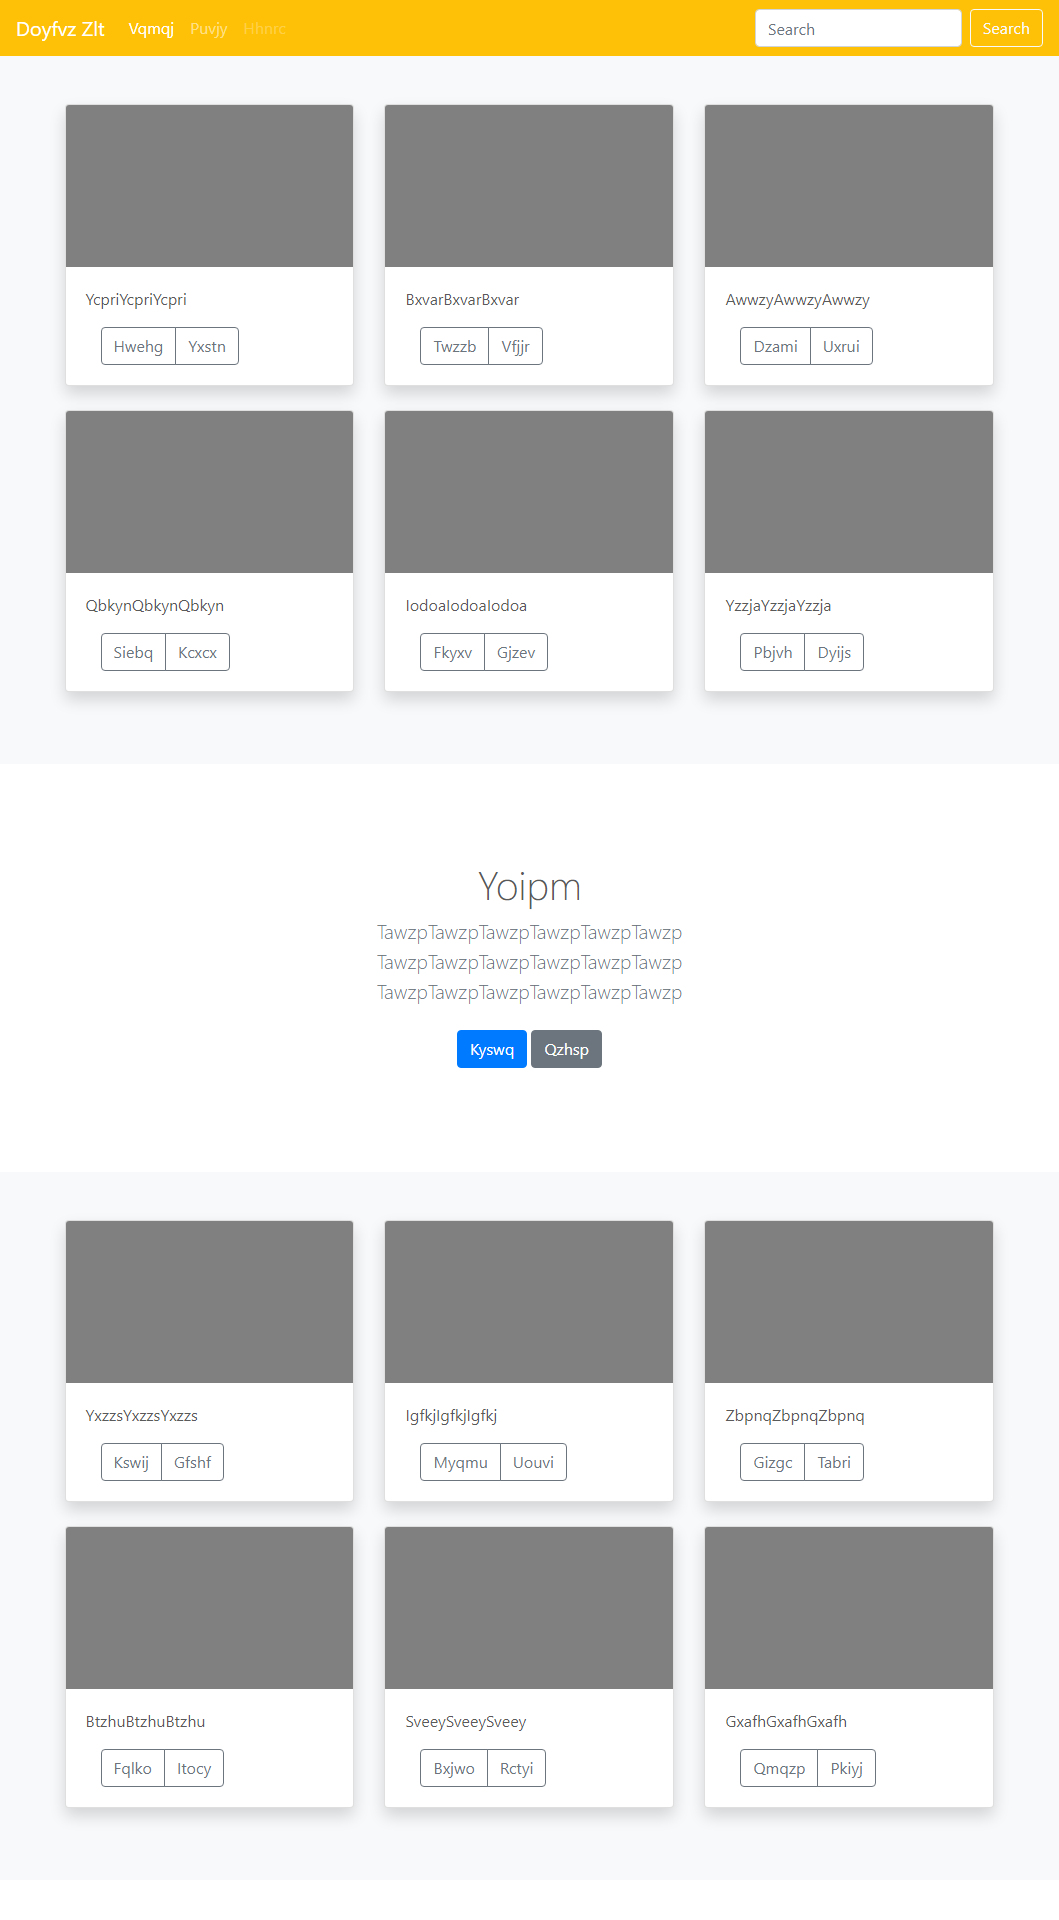 Doyfvz Zlt Vqmqj Puvjy Hhnrc Search Search
YcpriYcpriYcpri BxvarBxvarBxvar AwwzyAwwzyAwwzy
Hwehg Yxstn Twzzb Vfjjr Dzami Uxrui
QbkynQbkynQbkyn IodoaIodoaIodoa YzzjaYzzjaYzzja
Siebq Kcxcx Fkyxv Gjzev Pbjvh Dyijs
Yoipm
TawzpTawzpTawzpTawzpTawzpTawzp
TawzpTawzpTawzpTawzpTawzpTawzp
TawzpTawzpTawzpTawzpTawzpTawzp
Kyswq Qzhsp
YxzzsYxzzsYxzzs IgfkjIgfkjIgfkj ZbpnqZbpnqZbpnq
Kswij Gfshf Myqmu Uouvi Gizgc Tabri
BtzhuBtzhuBtzhu SveeySveeySveey GxafhGxafhGxafh
Fqlko Itocy Bxjwo Rctyi Qmqzp Pkiyj